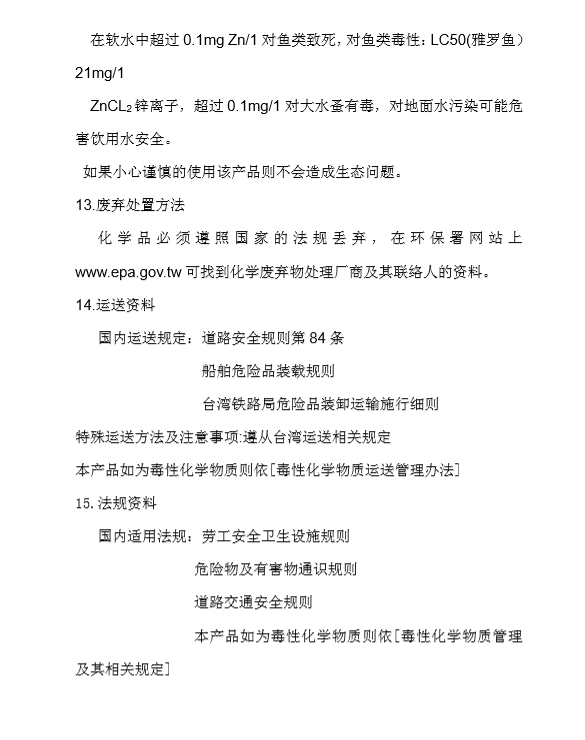 在软水中超过 0.1mg Zn/1 对鱼类致死，对鱼类毒性：LC50(雅罗鱼）
21mg/1
ZnCL₂ 锌离子，超过 0.1mg/1 对大水蚤有毒，对地面水污染可能危
害饮用水安全。
如果小心谨慎的使用该产品则不会造成生态问题。
13.废弃处置方法
化学品必须遵照国家的法规丢弃，在环保署网站上
www.epa.gov.tw 可找到化学废弃物处理厂商及其联络人的资料。
14.运送资料
国内运送规定：道路安全规则第 84 条
船舶危险品装载规则
台湾铁路局危险品装卸运输施行细则
特殊运送方法及注意事项:遵从台湾运送相关规定
本产品如为毒性化学物质则依[毒性化学物质运送管理办法]
15.法规资料
国内适用法规：劳工安全卫生设施规则
危险物及有害物通识规则
道路交通安全规则
本产品如为毒性化学物质则依[毒性化学物质管理
及其相关规定]